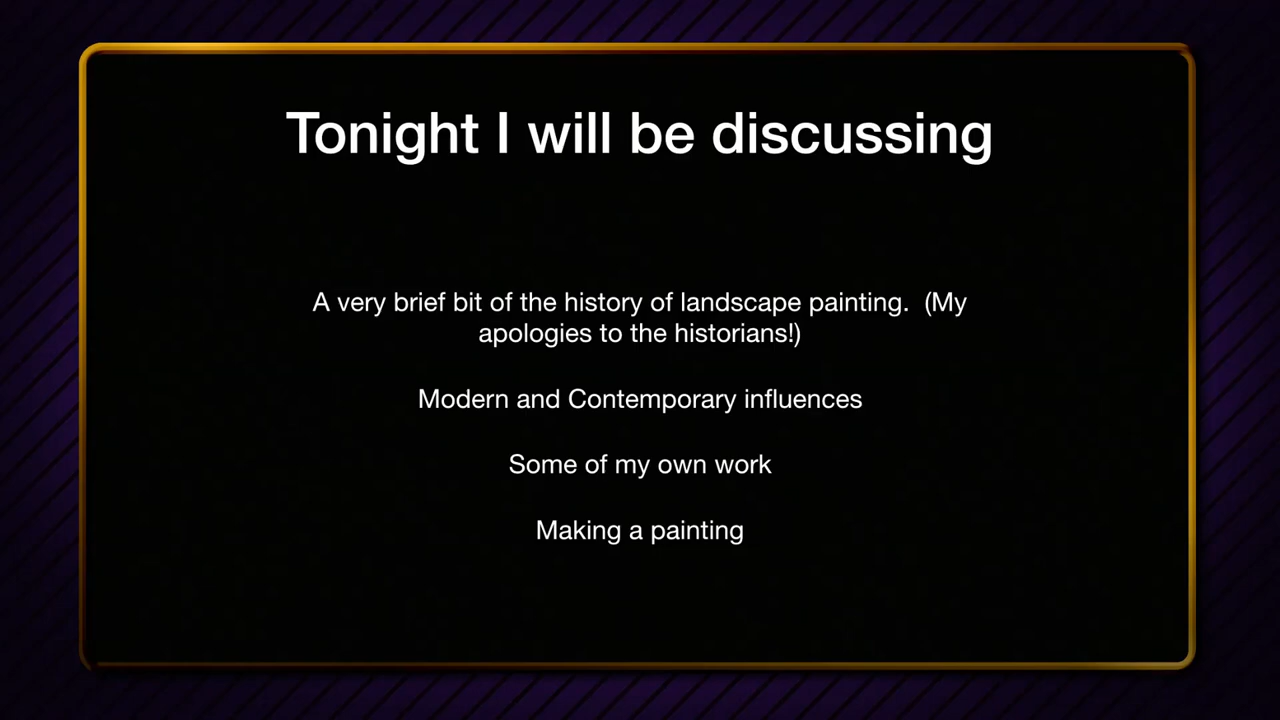 Tonight I will be discussing
A very brief bit of the history of landscape painting.  (My
apologies to the historians!)
Modern and Contemporary influences
Some of my own work
Making a painting